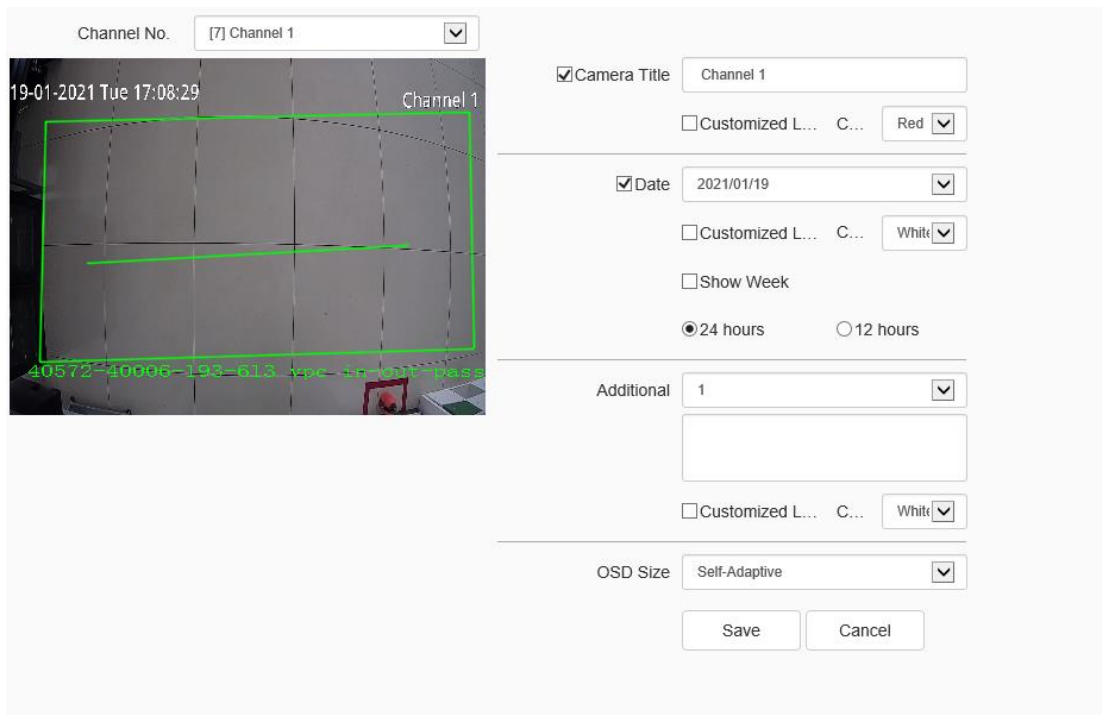 Channel No. [7] Channel 1
19-01-2021 Tue 17:08:29
Channel 1
40572-40006-193-613 vpc in-out-pass
Camera Title Channel 1
Customized L... C... Red
Date 2021/01/19
Customized L... C... White
Show Week
24 hours 12 hours
Additional 1
Customized L... C... White
OSD Size Self-Adaptive
Save Cancel